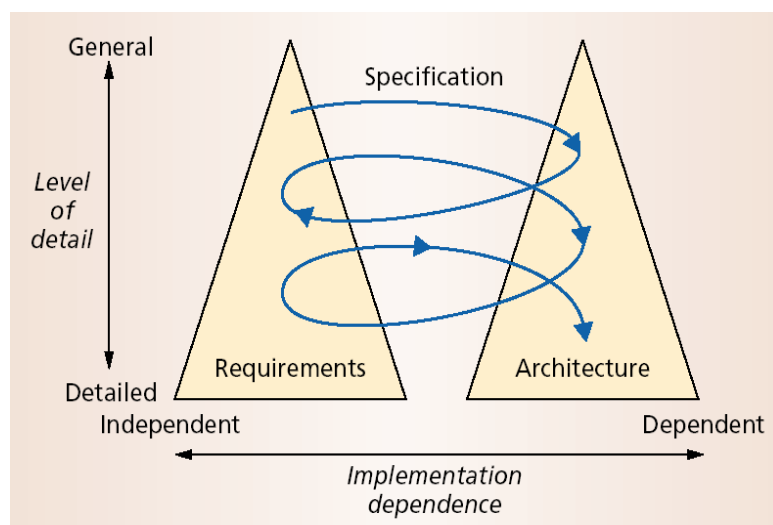 General
Specification
Level
of
detail
Requirements
Architecture
Detailed
Independent
Dependent
Implementation
dependence